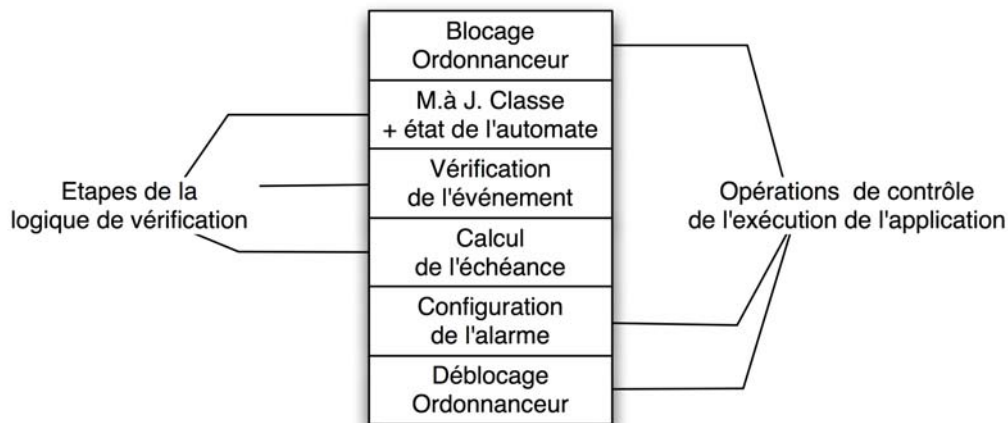 Blocage
Ordonnanceur
M.à J. Classe
+ état de l'automate
Vérification
de l'événement
Calcul
de l'échéance
Configuration
de l'alarme
Déblocage
Ordonnanceur
Etapes de la
logique de vérification
Opérations de contrôle
de l'exécution de l'application